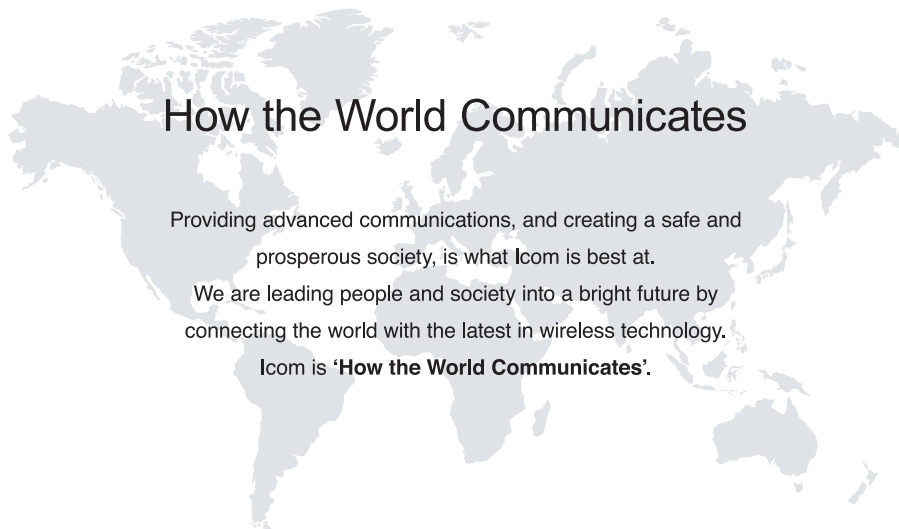 How the World Communicates
Providing advanced communications, and creating a safe and
prosperous society, is what Icom is best at.
We are leading people and society into a bright future by
connecting the world with the latest in wireless technology.
Icom is ‘How the World Communicates’.